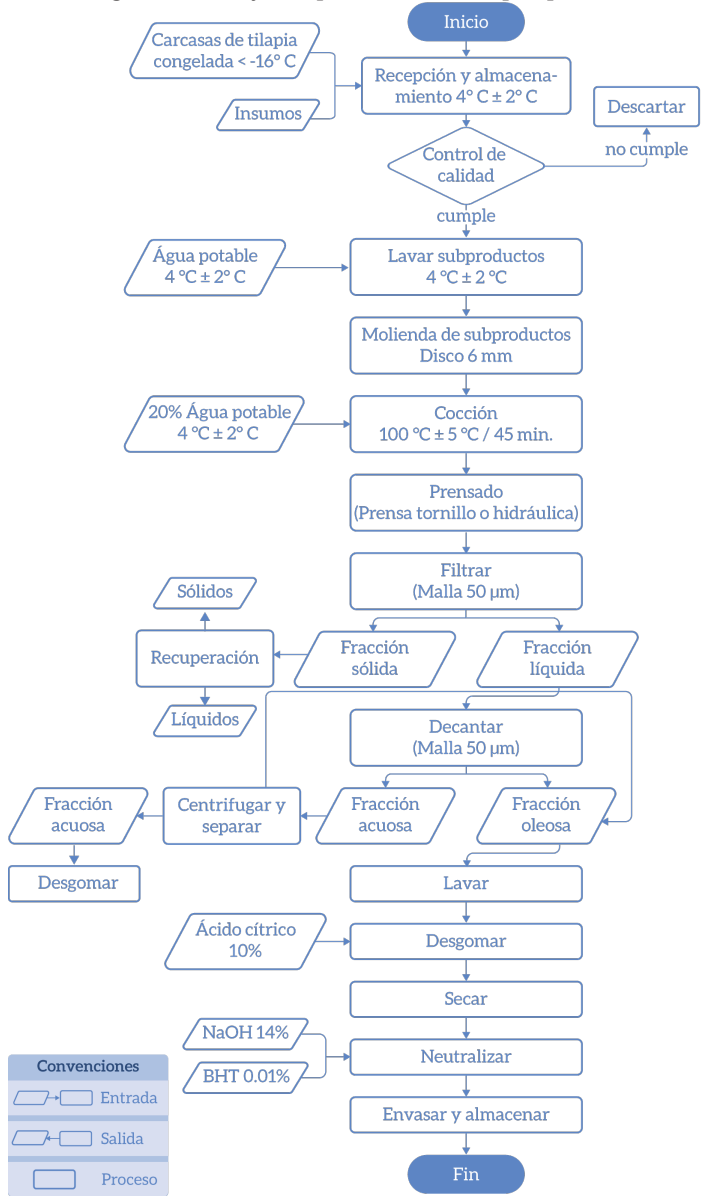 Inicio
Carcasas de tilapia
congelada < -16° C
Insumos
Recepción y almacena-
miento 4° C ± 2° C
Descartar
no cumple
Control de
calidad
cumple
Água potable
4 °C ± 2° C
Lavar subproductos
4 °C ± 2 °C
Molienda de subproductos
Disco 6 mm
20% Água potable
4 °C ± 2° C
Cocción
100 °C ± 5 °C / 45 min.
Prensado
(Prensa tornillo o hidráulica)
Filtrar
(Malla 50 µm)
Sólidos
Recuperación
Líquidos
Fracción
sólida
Fracción
líquida
Decantar
(Malla 50 µm)
Fracción
acuosa
Centrifugar y
separar
Fracción
acuosa
Fracción
oleosa
Desgomar
Lavar
Ácido cítrico
10%
Desgomar
Secar
NaOH 14%
BHT 0.01%
Neutralizar
Envasar y almacenar
Fin
Convenciones
Entrada
Salida
Proceso